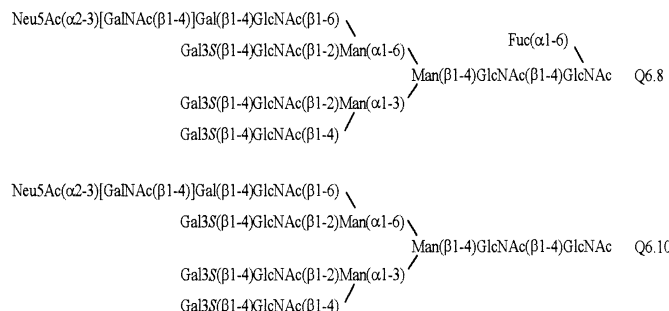 Neu5Ac(α2-3)[GalNAc(β1-4)]Gal(β1-4)GlcNAc(β1-6)
Fuc(α1-6)
Gal3S(β1-4)GlcNAc(β1-2)Man(α1-6)
Man(β1-4)GlcNAc(β1-4)GlcNAc Q6.8
Gal3S(β1-4)GlcNAc(β1-2)Man(α1-3)
Gal3S(β1-4)GlcNAc(β1-4)
Neu5Ac(α2-3)[GalNAc(β1-4)]Gal(β1-4)GlcNAc(β1-6)
Gal3S(β1-4)GlcNAc(β1-2)Man(α1-6)
Man(β1-4)GlcNAc(β1-4)GlcNAc Q6.10
Gal3S(β1-4)GlcNAc(β1-2)Man(α1-3)
Gal3S(β1-4)GlcNAc(β1-4)